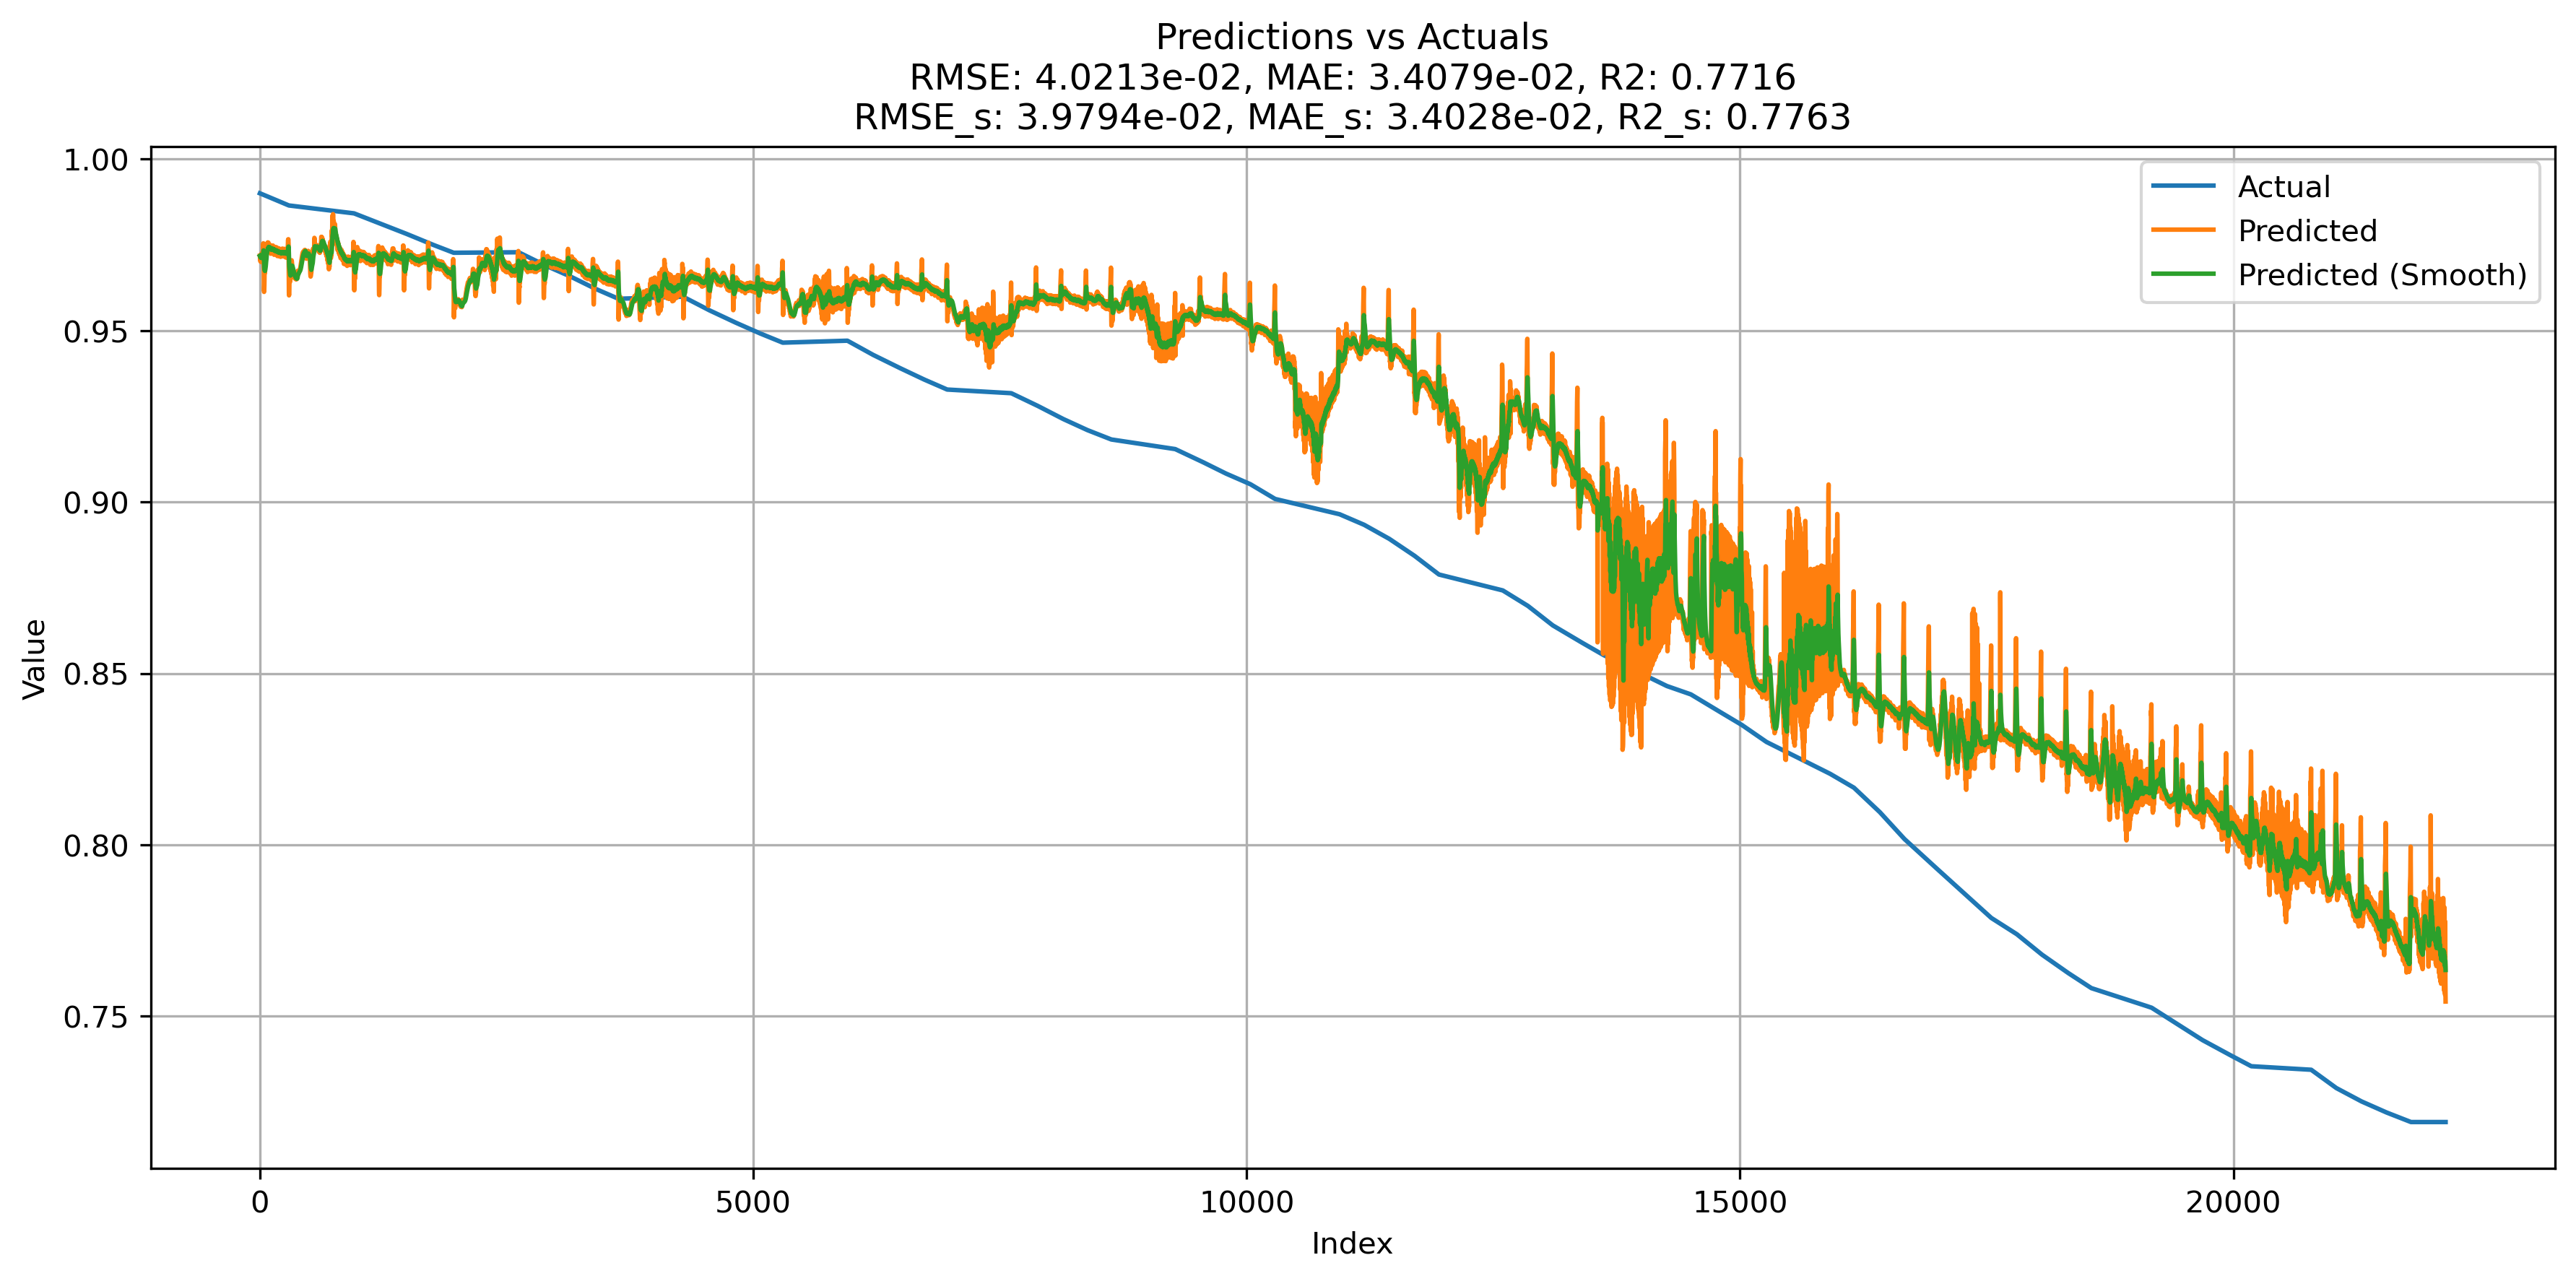 Predictions vs Actuals
RMSE: 4.0213e-02, MAE: 3.4079e-02, R2: 0.7716
RMSE_s: 3.9794e-02, MAE_s: 3.4028e-02, R2_s: 0.7763
Actual
Predicted
Predicted (Smooth)
Value
1.00
0.95
0.90
0.85
0.80
0.75
0
5000
10000
15000
20000
Index